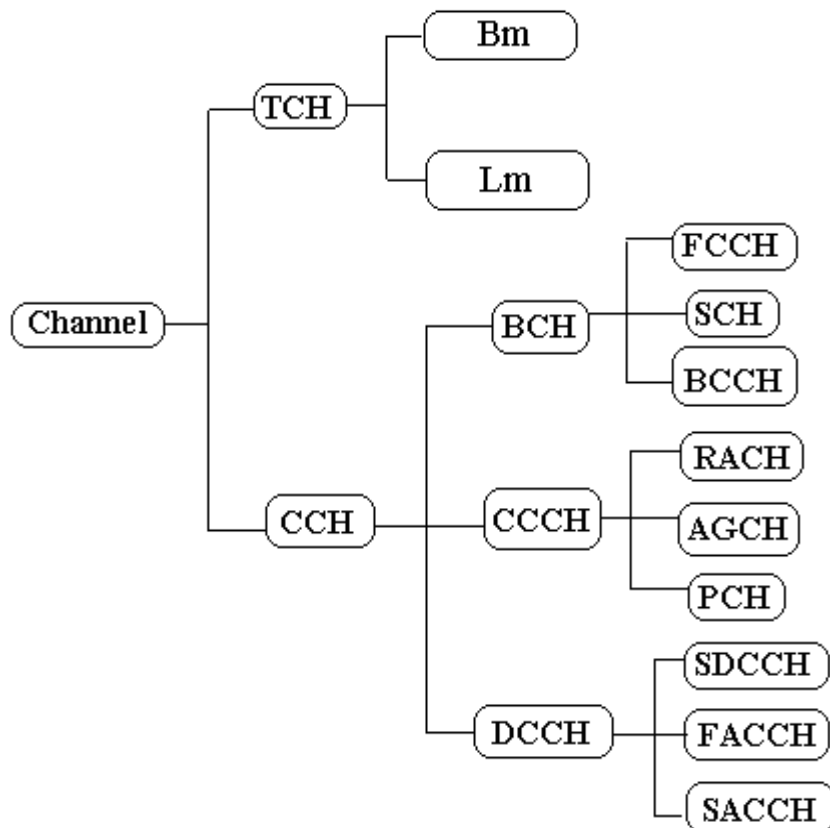 Bm
TCH
Lm
FCCH
Channel
SCH
BCH
BCCH
RACH
CCH
CCCH
AGCH
PCH
SDCCH
DCCH
FACCH
SACCH